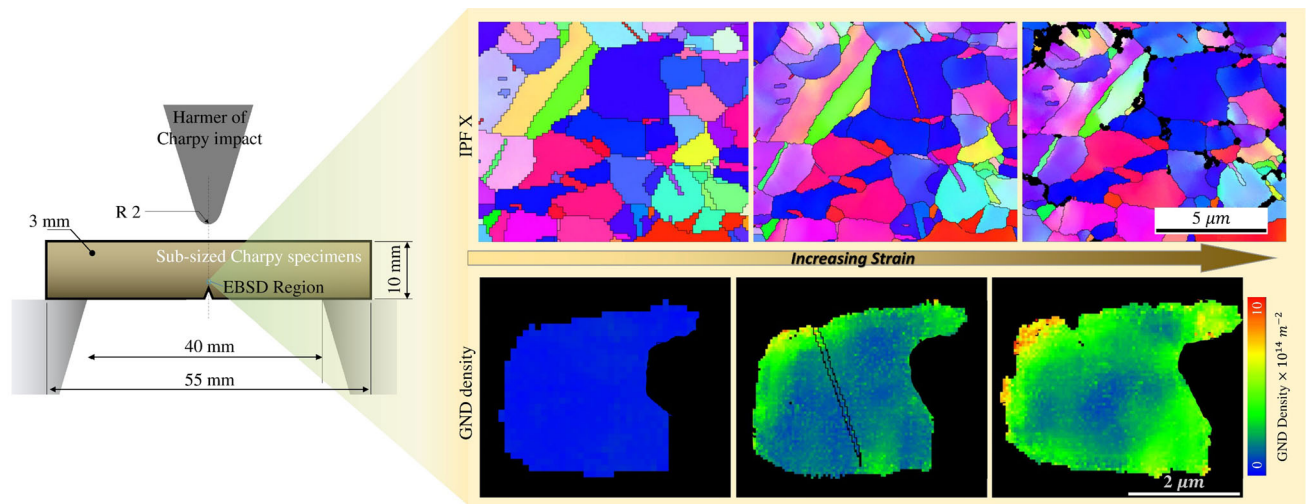 Harmer of
Charpy impact
R 2
3 mm
Sub-sized Charpy specimens
EBSD Region
10 mm
40 mm
55 mm
IPF X
5 μm
Increasing Strain
GND density
2 μm
10
0
GND Density × 10¹⁴ m⁻²